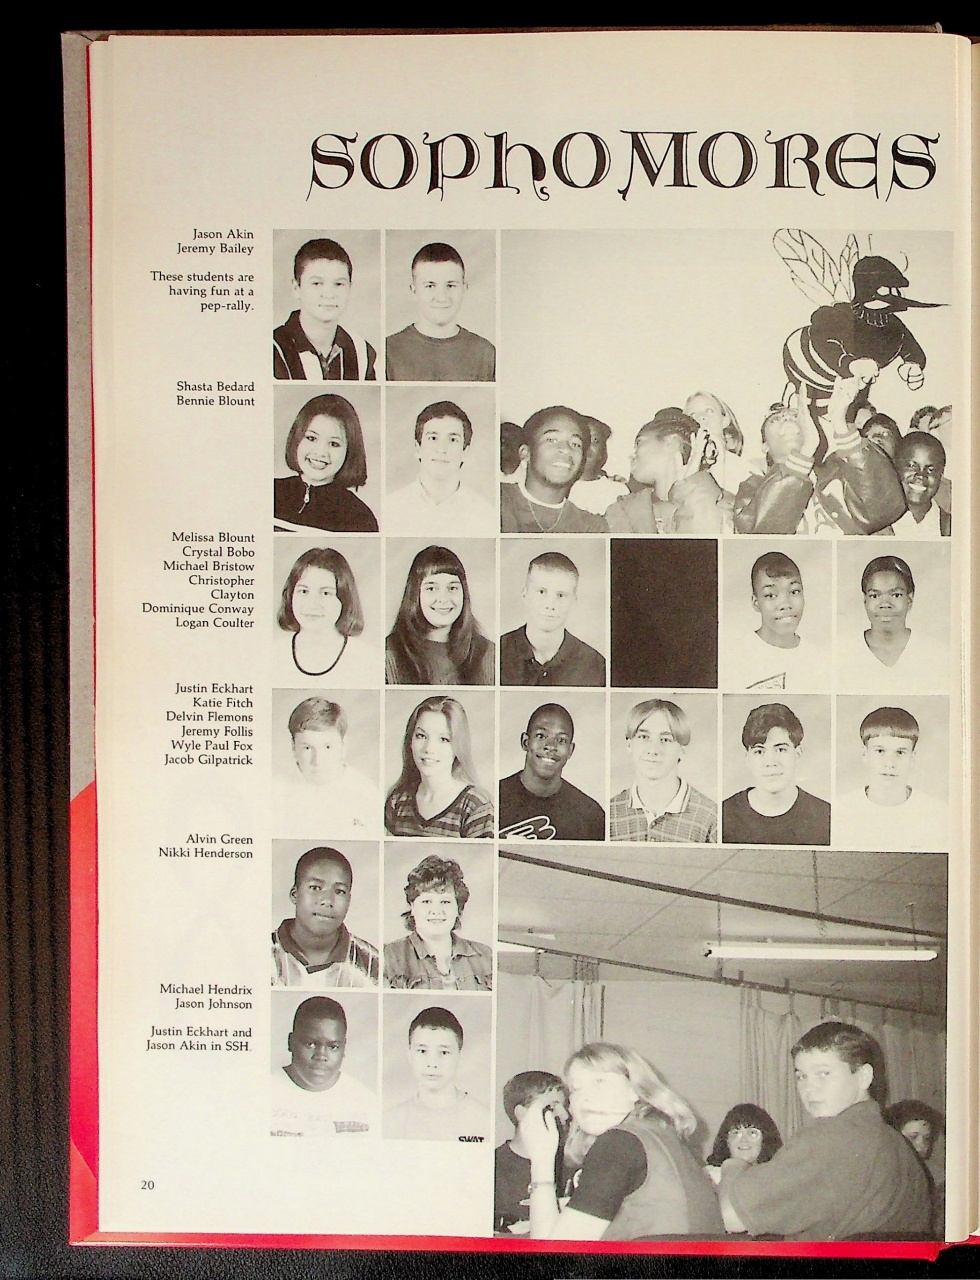 SOPHOMORES
Jason Akin
Jeremy Bailey
These students are
having fun at a
pep-rally.
Shasta Bedard
Bennie Blount
Melissa Blount
Crystal Bobo
Michael Bristow
Christopher
Clayton
Dominique Conway
Logan Coulter
Justin Eckhart
Katie Fitch
Delvin Flemons
Jeremy Follis
Wyle Paul Fox
Jacob Gilpatrick
Alvin Green
Nikki Henderson
Michael Hendrix
Jason Johnson
Justin Eckhart and
Jason Akin in SSH.
SWAT
20